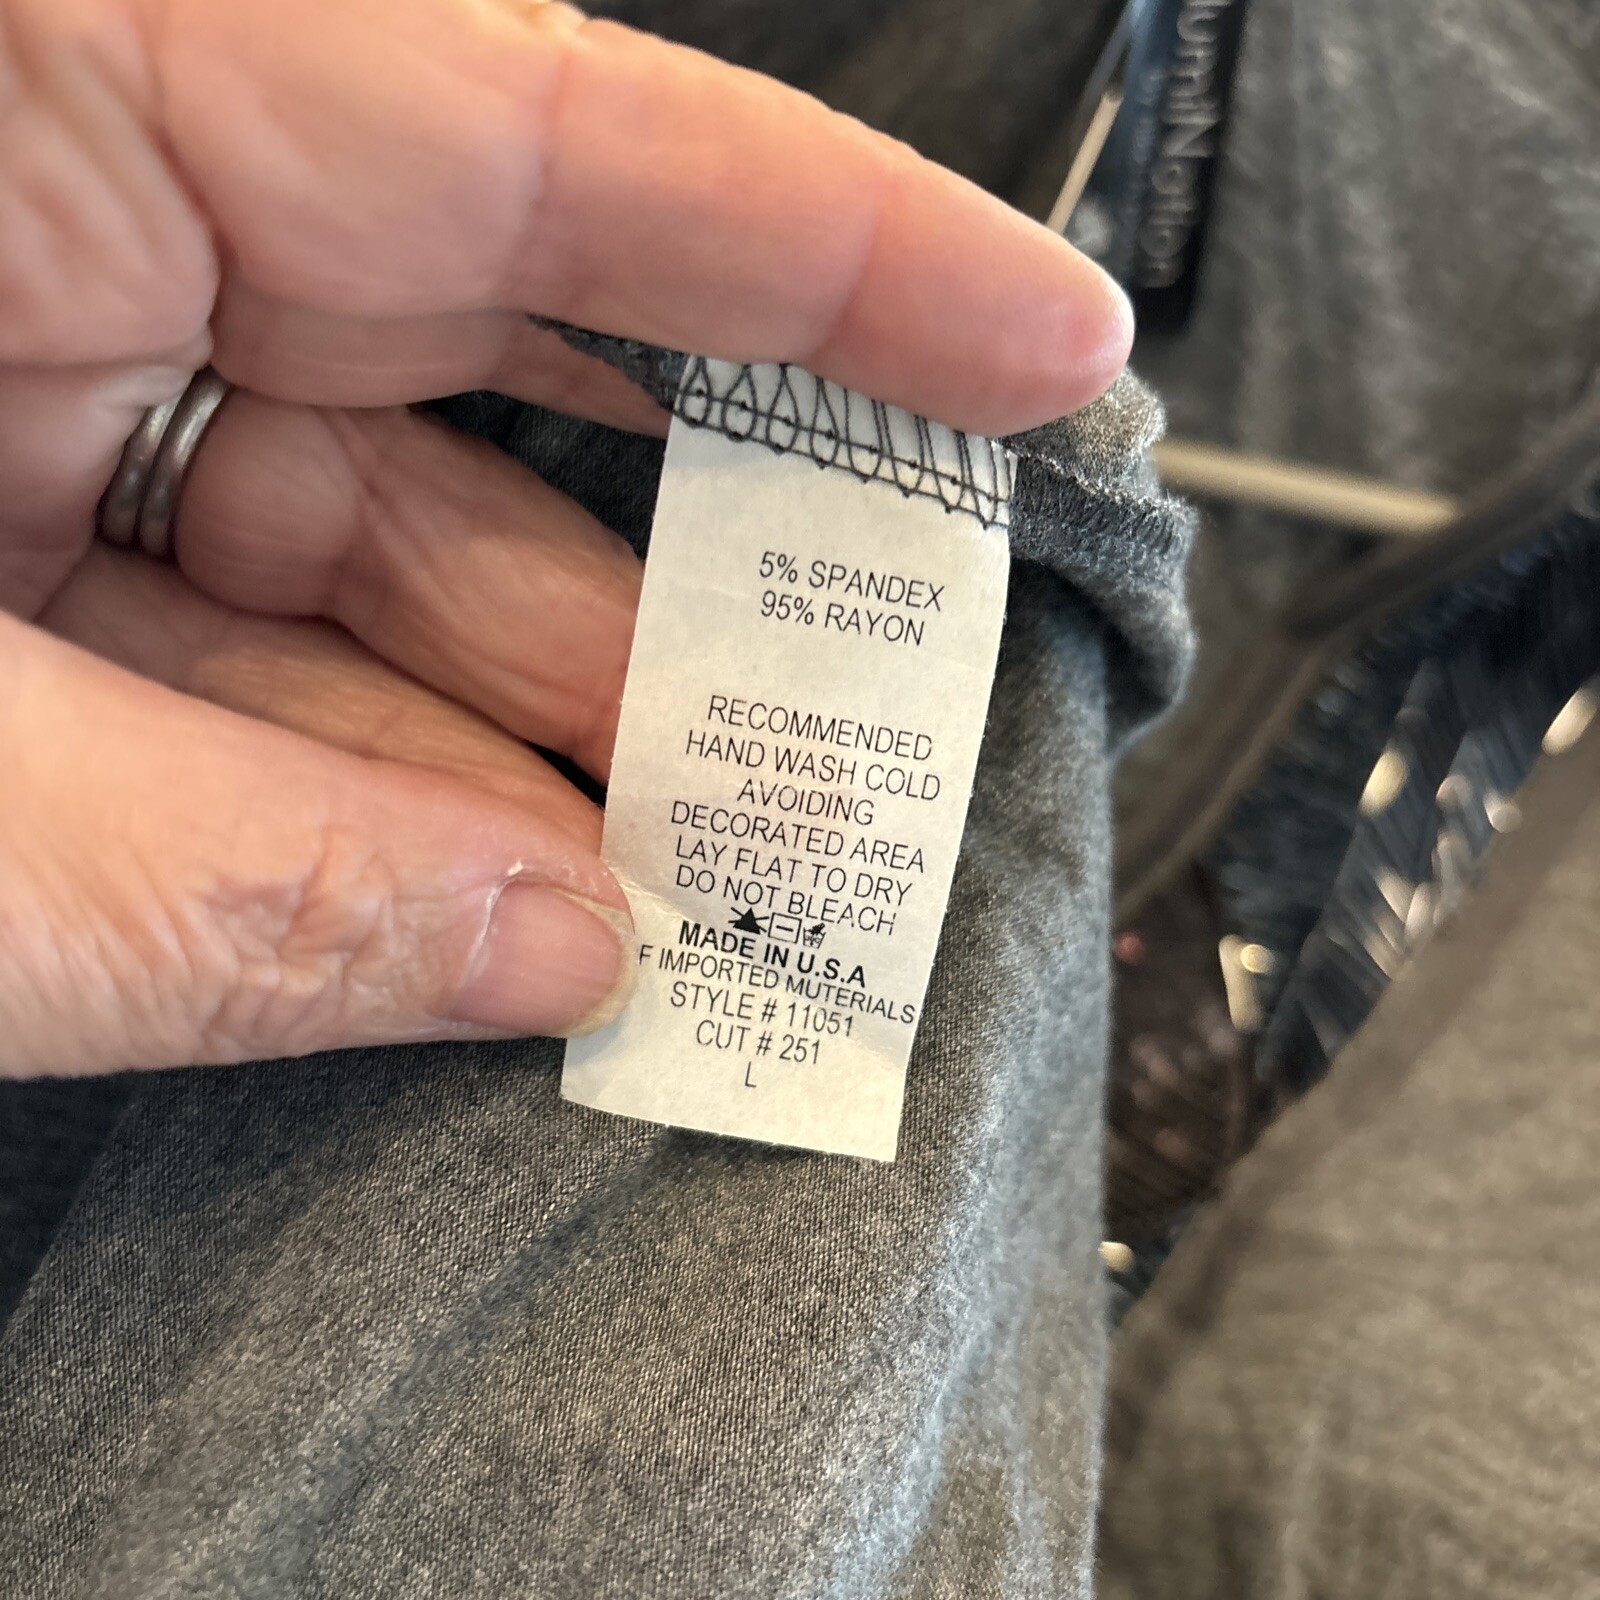 5% SPANDEX
95% RAYON
RECOMMENDED
HAND WASH COLD
AVOIDING
DECORATED AREA
LAY FLAT TO DRY
DO NOT BLEACH
MADE IN U.S.A
F IMPORTED MUTERIALS
STYLE # 11051
CUT # 251
L